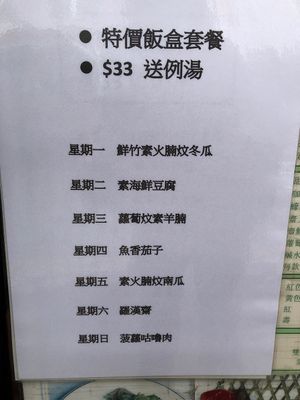 ● 特價飯盒套餐
● $33 送例湯
星期一 鮮竹素火腩炆冬瓜
星期二 素海鮮豆腐
星期三 蘿蔔炆素羊腩
星期四 魚香茄子
星期五 素火腩炆南瓜
星期六 羅漢齋
星期日 菠蘿咕嚕肉